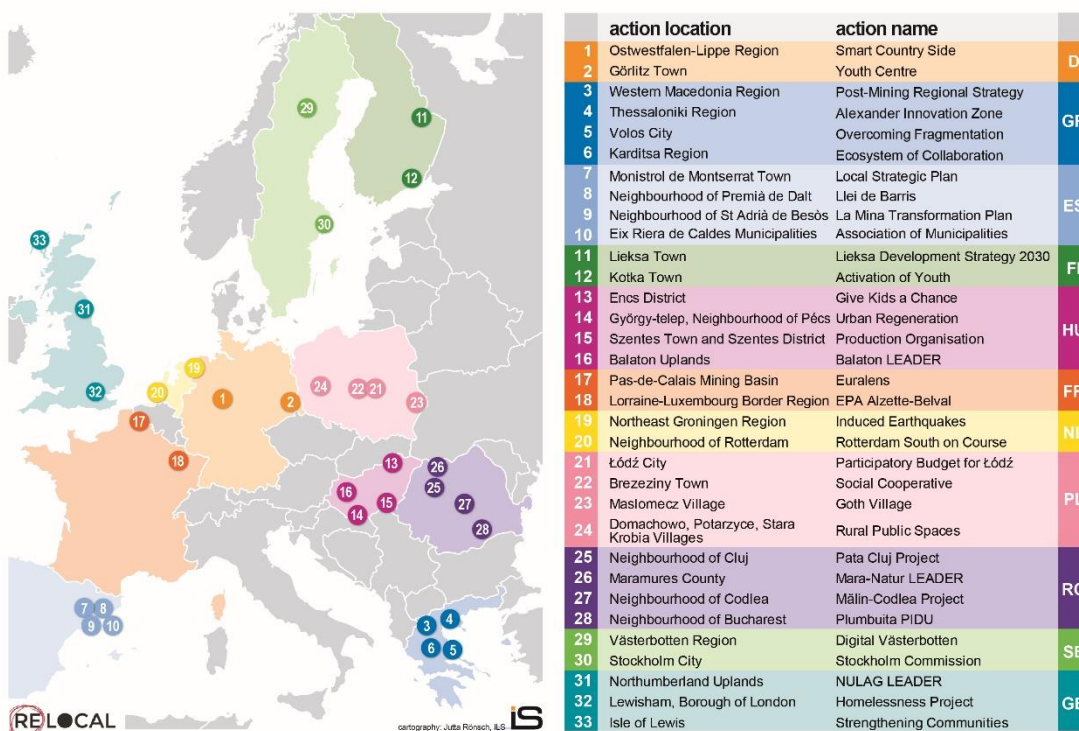 29
11
12
30
33
31
32
19
20
1
2
24
22
21
23
17
18
13
16
15
14
26
25
27
28
7
8
9
10
3
4
6
5
RELOCAL
cartography: Jutta Rönsch, ILS
action location action name
1 Ostwestfalen-Lippe Region Smart Country Side
2 Görlitz Town Youth Centre
D
3 Western Macedonia Region Post-Mining Regional Strategy
4 Thessaloniki Region Alexander Innovation Zone
5 Volos City Overcoming Fragmentation
6 Karditsa Region Ecosystem of Collaboration
GR
7 Monistrol de Montserrat Town Local Strategic Plan
8 Neighbourhood of Premià de Dalt Llei de Barris
9 Neighbourhood of St Adrià de Besòs La Mina Transformation Plan
10 Eix Riera de Caldes Municipalities Association of Municipalities
ES
11 Lieksa Town Lieksa Development Strategy 2030
12 Kotka Town Activation of Youth
FI
13 Encs District Give Kids a Chance
14 György-telep, Neighbourhood of Pécs Urban Regeneration
15 Szentes Town and Szentes District Production Organisation
16 Balaton Uplands Balaton LEADER
HU
17 Pas-de-Calais Mining Basin Euralens
18 Lorraine-Luxembourg Border Region EPA Alzette-Belval
FR
19 Northeast Groningen Region Induced Earthquakes
20 Neighbourhood of Rotterdam Rotterdam South on Course
NL
21 Łódź City Participatory Budget for Łódź
22 Brezeziny Town Social Cooperative
23 Maslomecz Village Goth Village
24 Domachowo, Potarzyce, Stara Krobia Villages Rural Public Spaces
PL
25 Neighbourhood of Cluj Pata Cluj Project
26 Maramures County Mara-Natur LEADER
27 Neighbourhood of Codlea Mălin-Codlea Project
28 Neighbourhood of Bucharest Plumbuita PIDU
RO
29 Västerbotten Region Digital Västerbotten
30 Stockholm City Stockholm Commission
SE
31 Northumberland Uplands NULAG LEADER
32 Lewisham, Borough of London Homelessness Project
33 Isle of Lewis Strengthening Communities
GB